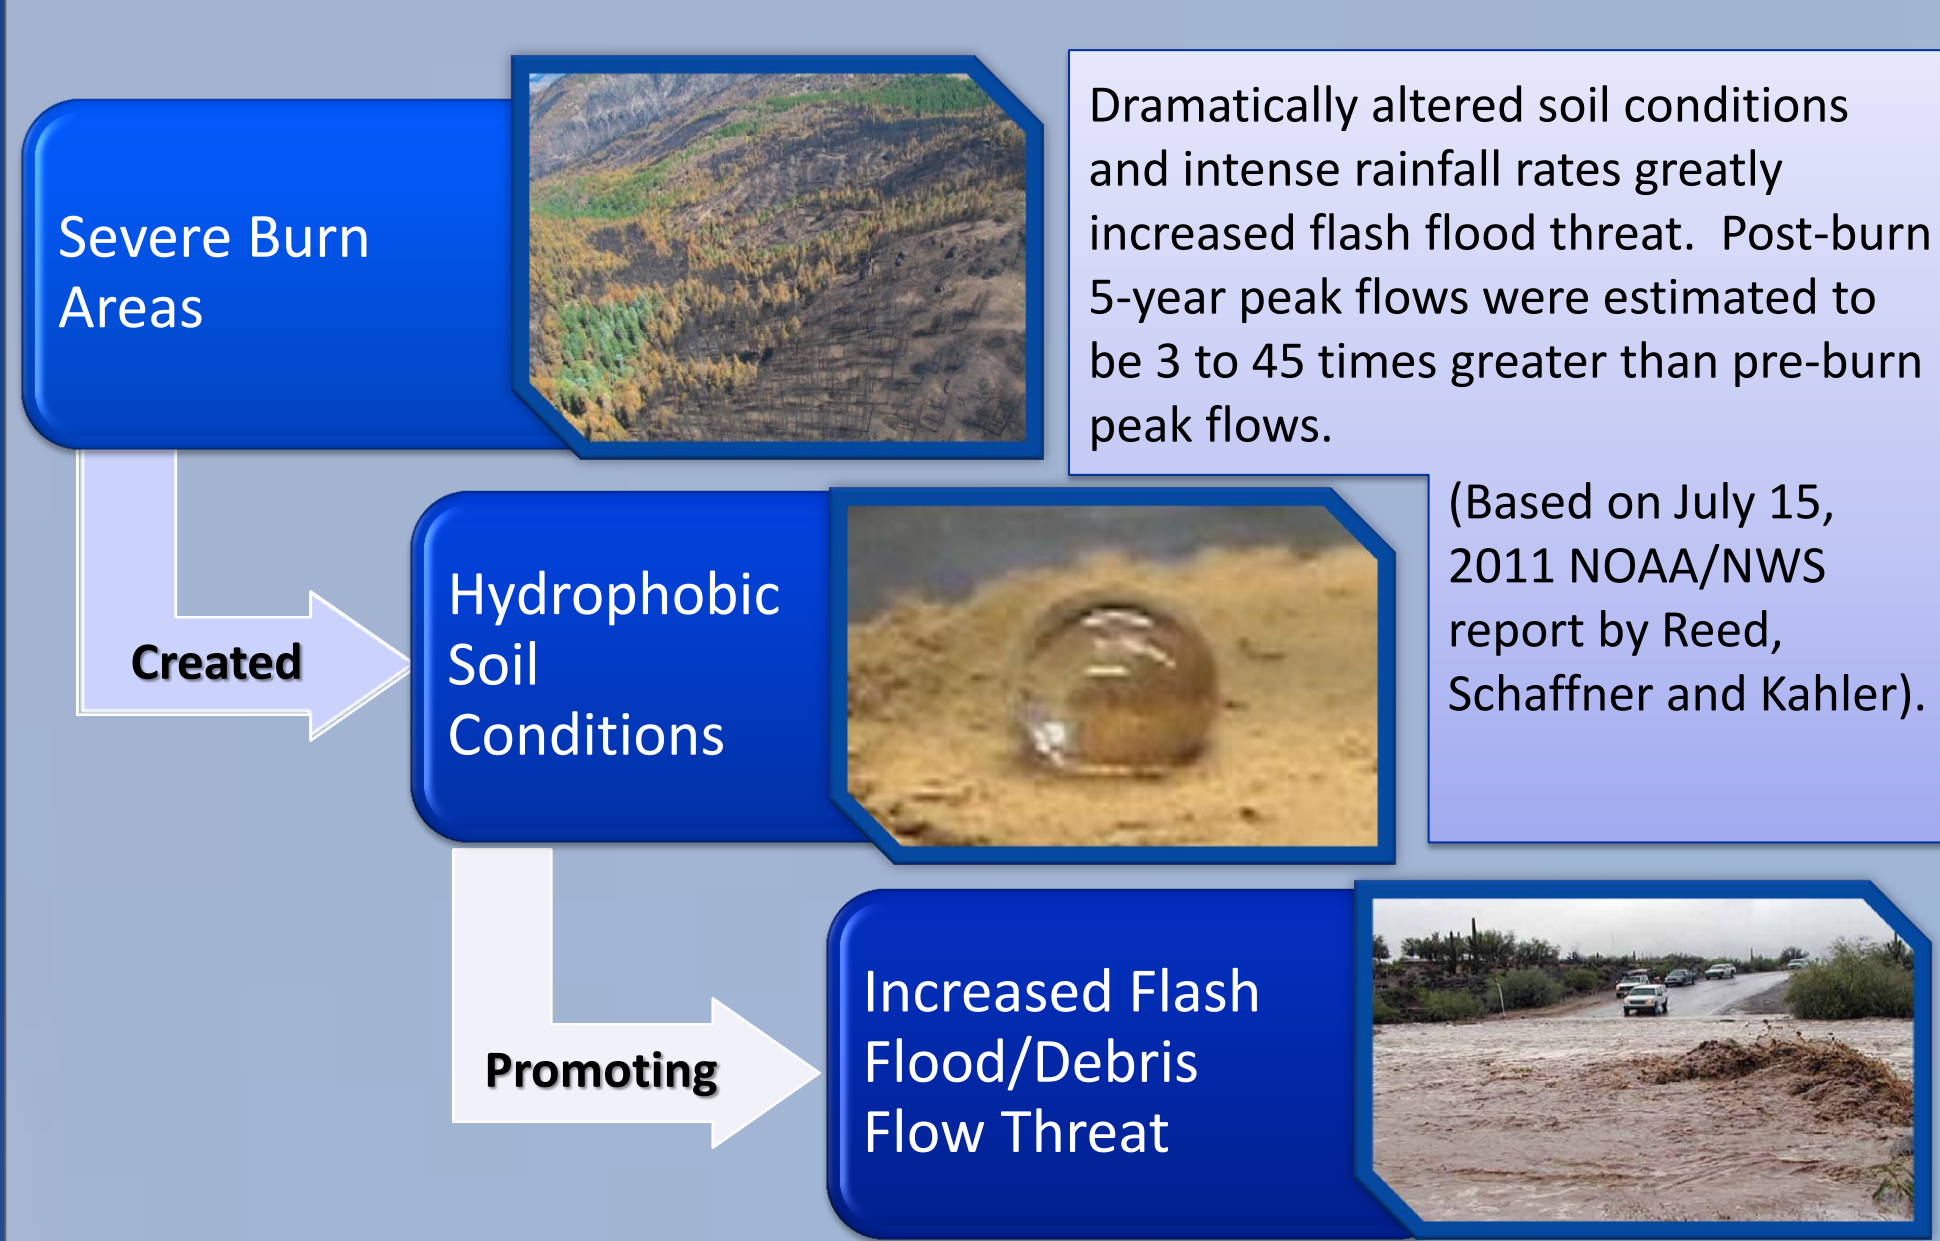 Severe Burn
Areas
Dramatically altered soil conditions
and intense rainfall rates greatly
increased flash flood threat.  Post-burn
5-year peak flows were estimated to
be 3 to 45 times greater than pre-burn
peak flows.
(Based on July 15,
2011 NOAA/NWS
report by Reed,
Schaffner and Kahler).
Created
Hydrophobic
Soil
Conditions
Promoting
Increased Flash
Flood/Debris
Flow Threat